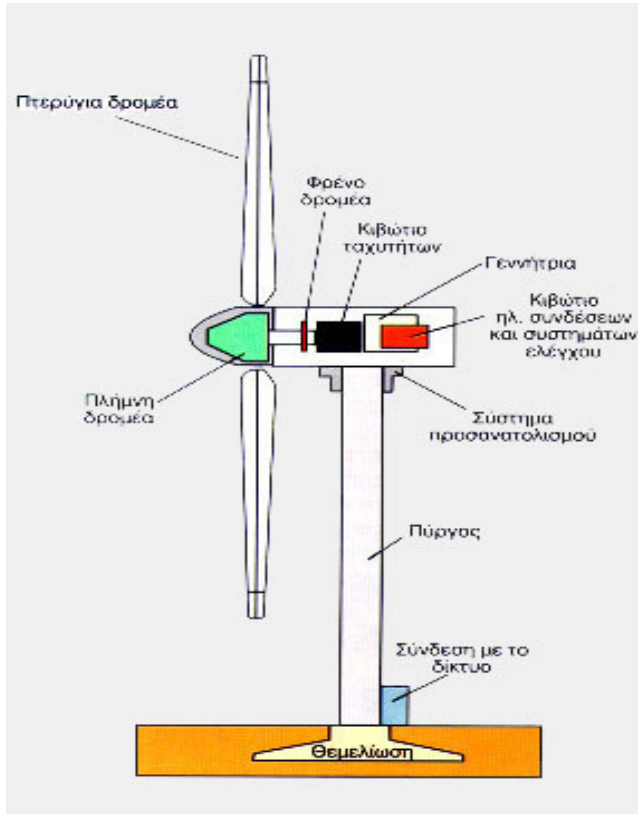 Πτερύγια δρομέα
Φρένο
δρομέα
Κιβώτιο
ταχυτήτων
Γεννήτρια
Κιβώτιο
ηλ. συνδέσεων
και συστημάτων
ελέγχου
Πλήμνη
δρομέα
Σύστημα
προσανατολισμού
Πύργος
Σύνδεση με το
δίκτυο
Θεμελίωση